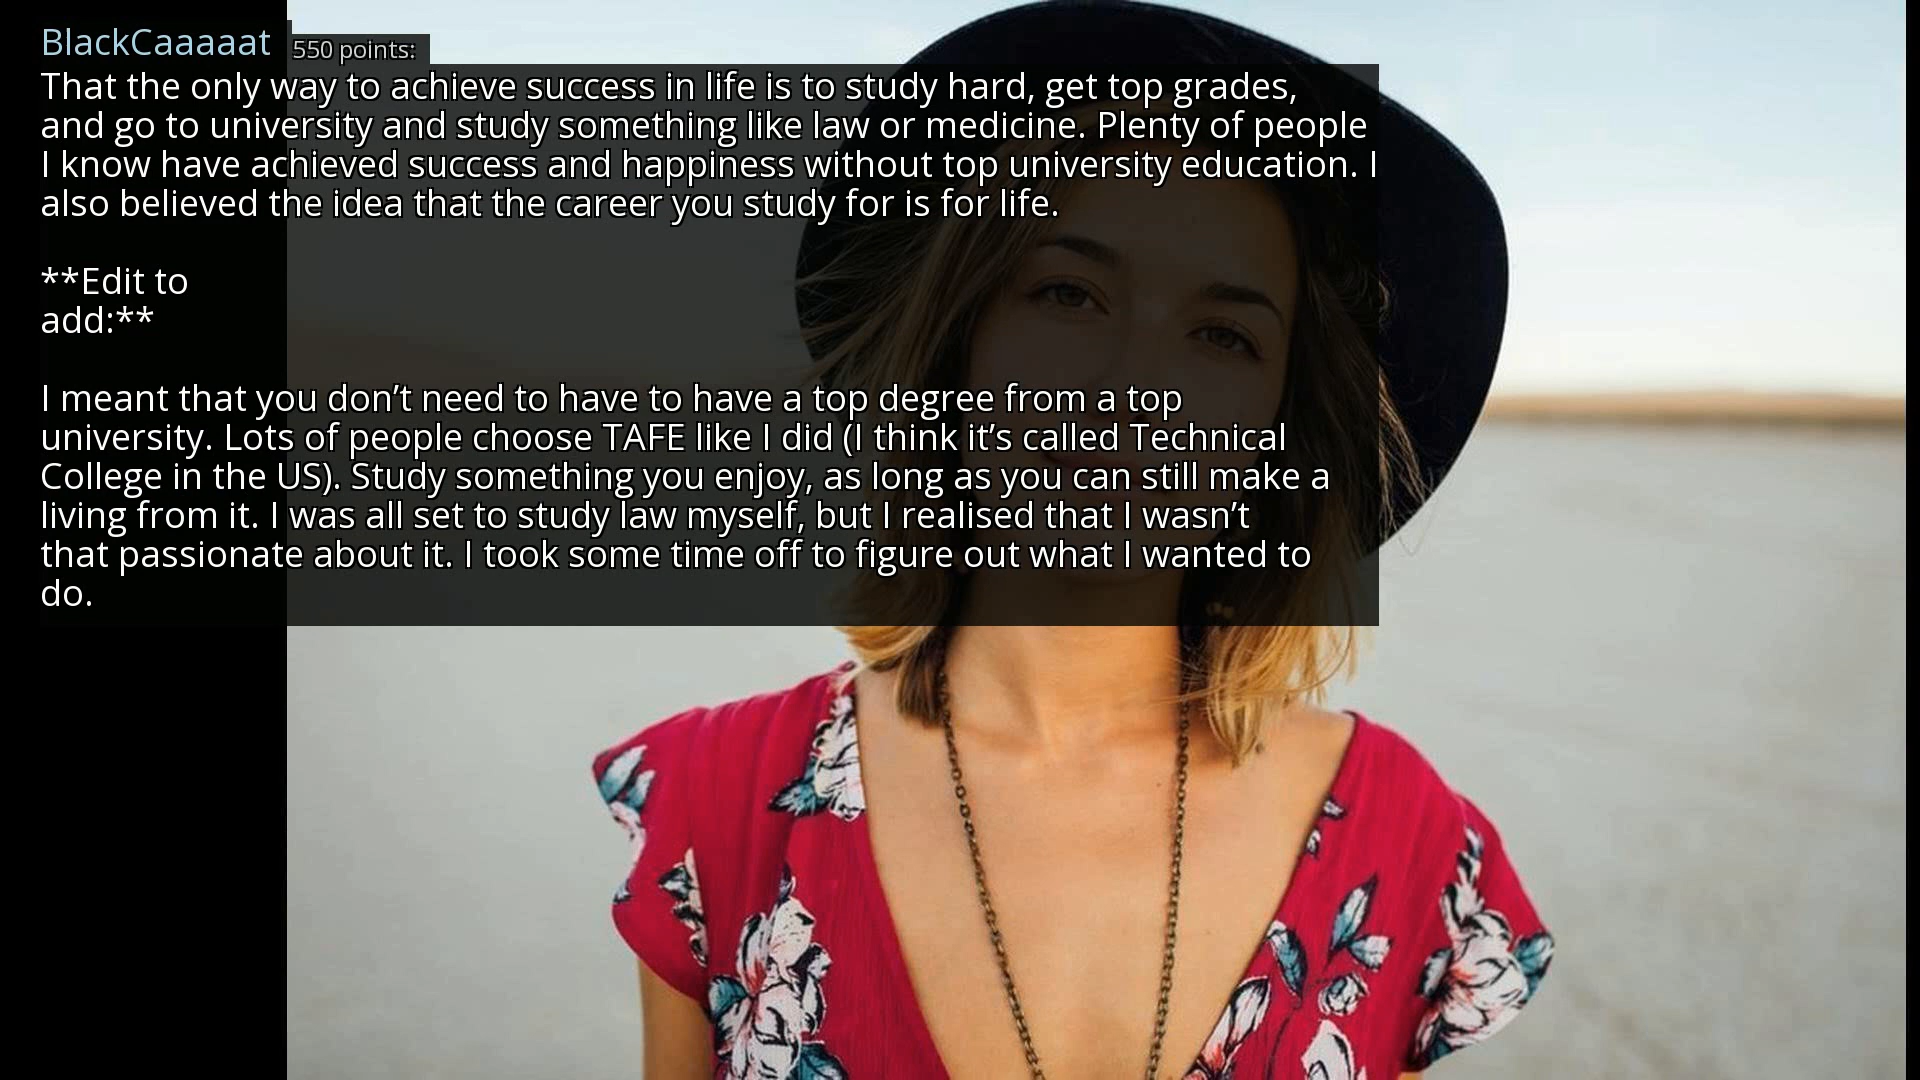 BlackCaaaaat 550 points:
That the only way to achieve success in life is to study hard, get top grades,
and go to university and study something like law or medicine. Plenty of people
I know have achieved success and happiness without top university education. I
also believed the idea that the career you study for is for life.
**Edit to
add:**
I meant that you don’t need to have to have a top degree from a top
university. Lots of people choose TAFE like I did (I think it’s called Technical
College in the US). Study something you enjoy, as long as you can still make a
living from it. I was all set to study law myself, but I realised that I wasn’t
that passionate about it. I took some time off to figure out what I wanted to
do.